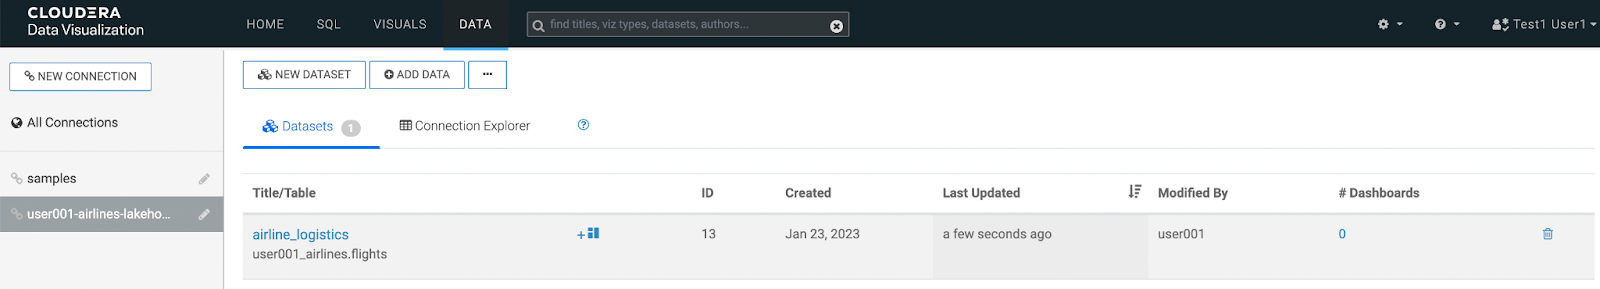 CLOUDERA
Data Visualization
HOME SQL VISUALS DATA find titles, viz types, datasets, authors... Test1 User1
NEW CONNECTION
NEW DATASET ADD DATA ...
All Connections
Datasets 1 Connection Explorer
samples
user001-airlines-lakeho...
Title/Table ID Created Last Updated Modified By # Dashboards
airline_logistics 13 Jan 23, 2023 a few seconds ago user001 0
user001_airlines.flights